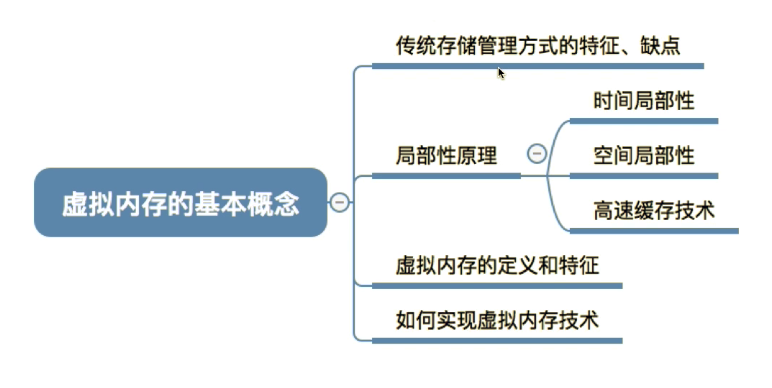 虚拟内存的基本概念
传统存储管理方式的特征、缺点
局部性原理
时间局部性
空间局部性
高速缓存技术
虚拟内存的定义和特征
如何实现虚拟内存技术